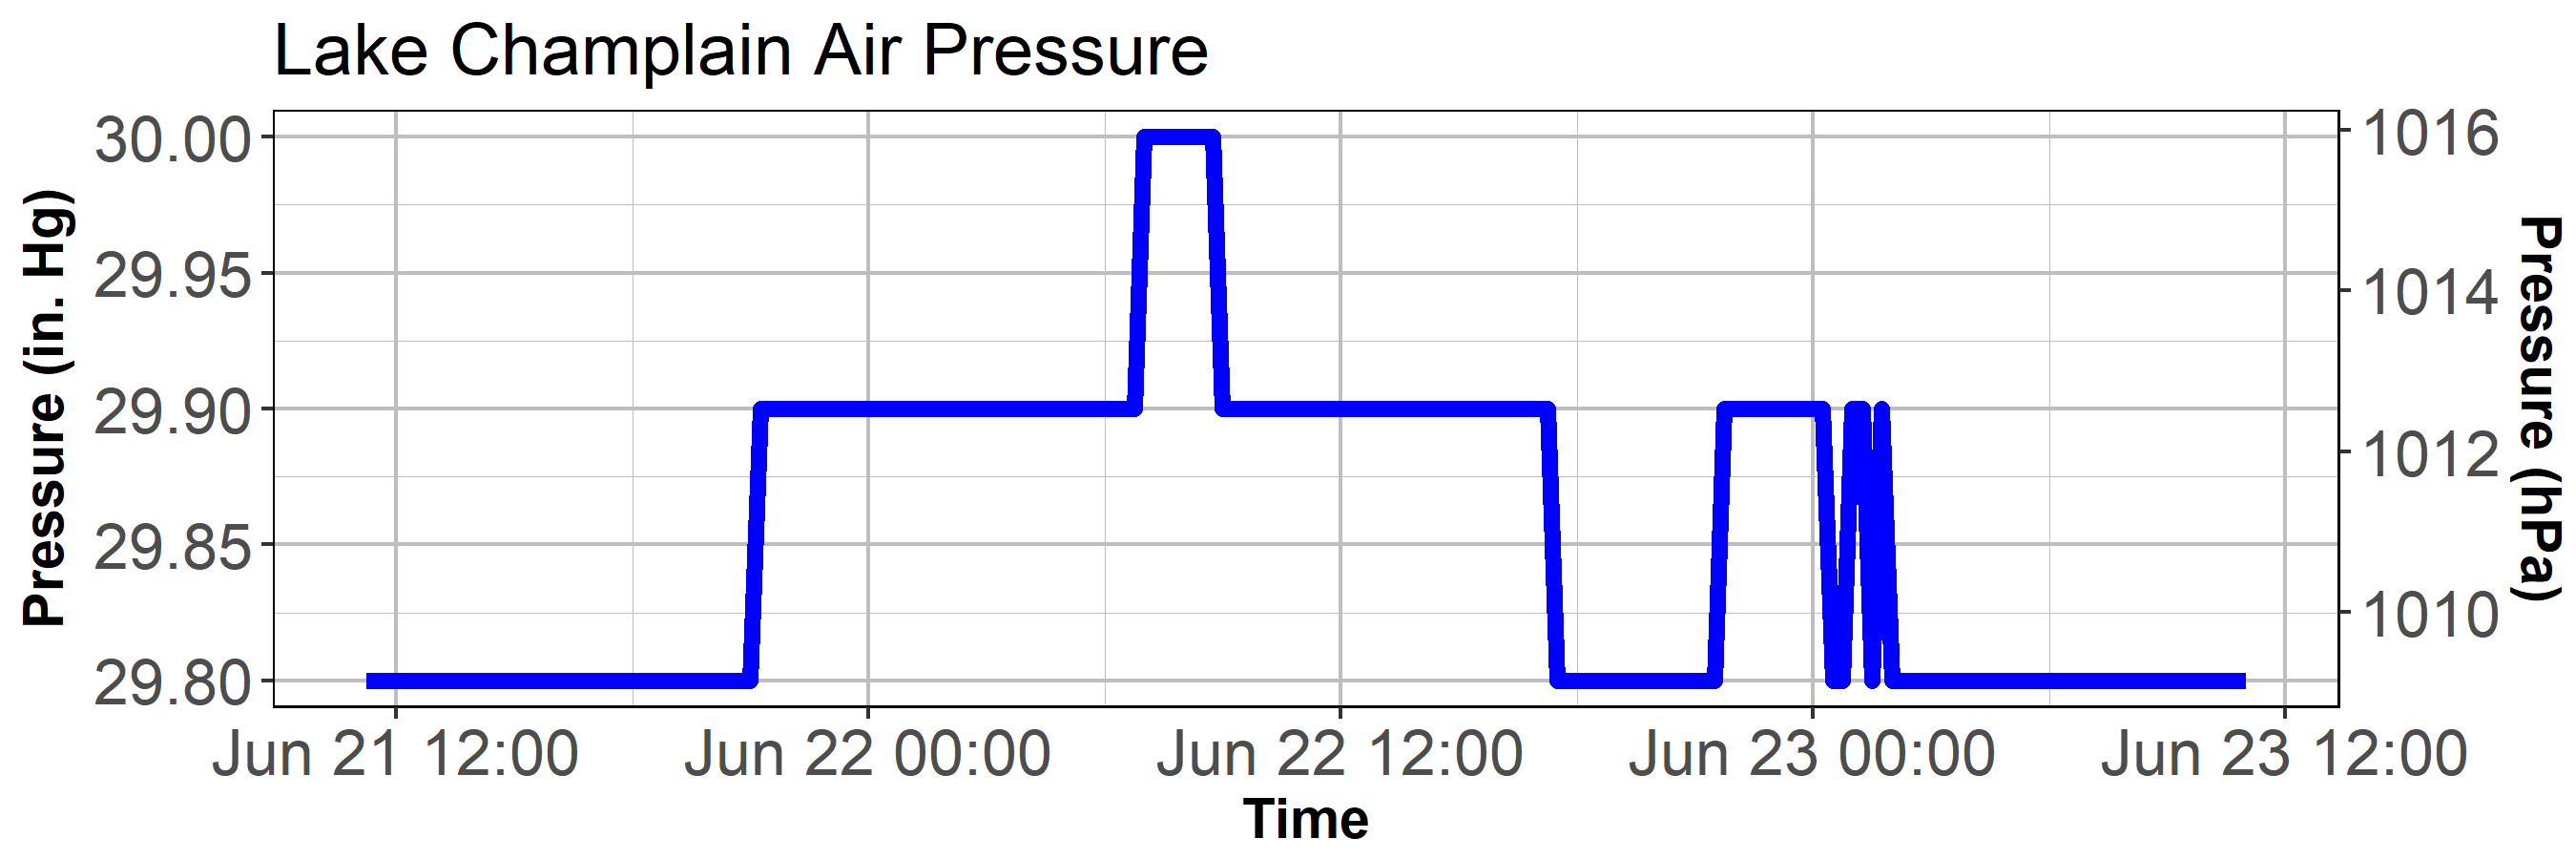 Lake Champlain Air Pressure
Pressure (in. Hg)
30.00
29.95
29.90
29.85
29.80
1016
1014
1012
1010
Pressure (hPa)
Jun 21 12:00 Jun 22 00:00 Jun 22 12:00 Jun 23 00:00 Jun 23 12:00
Time